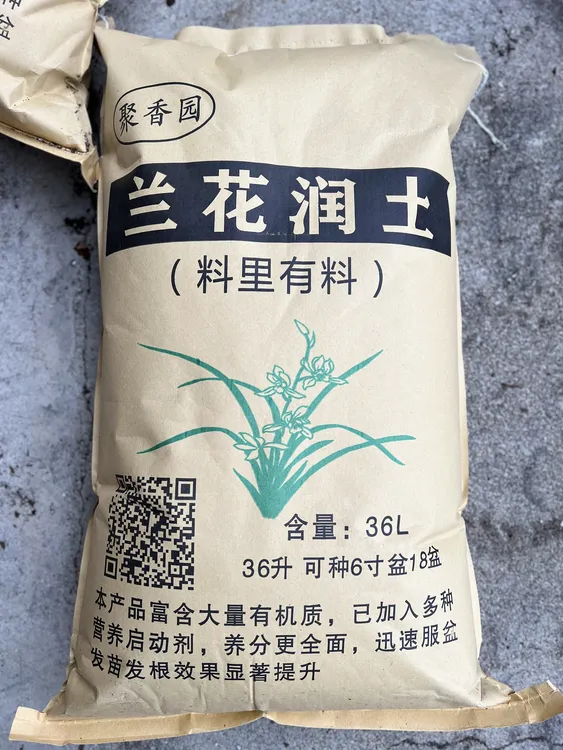 聚香园
兰花润土
（料里有料）
含量：36L
36升 可种6寸盆18盆
本产品富含大量有机质，已加入多种
营养启动剂，养分更全面，迅速服盆
发苗发根效果显著提升